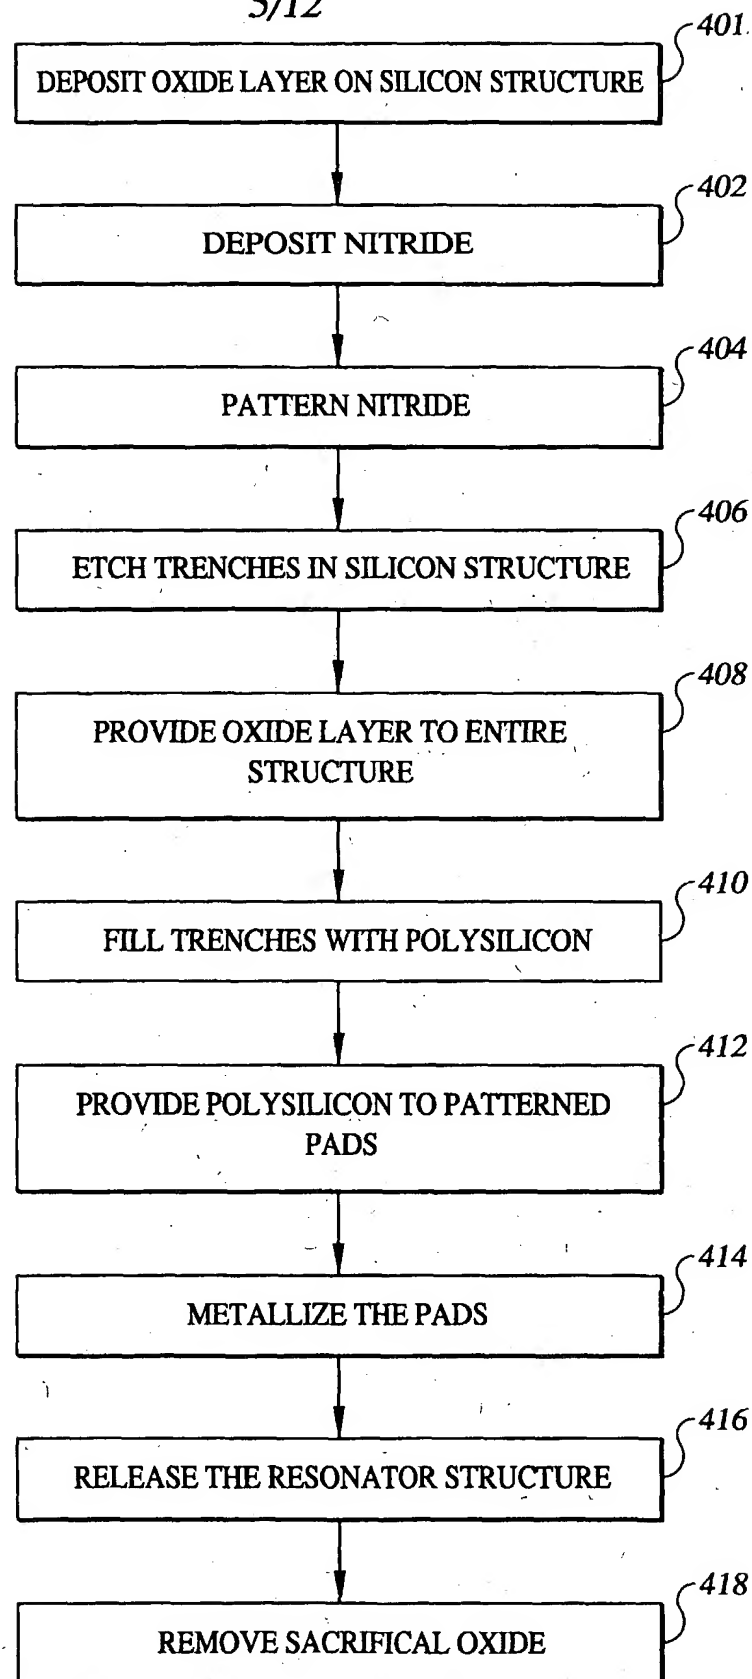 5/12
401
DEPOSIT OXIDE LAYER ON SILICON STRUCTURE
402
DEPOSIT NITRIDE
404
PATTERN NITRIDE
406
ETCH TRENCHES IN SILICON STRUCTURE
408
PROVIDE OXIDE LAYER TO ENTIRE
STRUCTURE
410
FILL TRENCHES WITH POLYSILICON
412
PROVIDE POLYSILICON TO PATTERNED
PADS
414
METALLIZE THE PADS
416
RELEASE THE RESONATOR STRUCTURE
418
REMOVE SACRIFICAL OXIDE